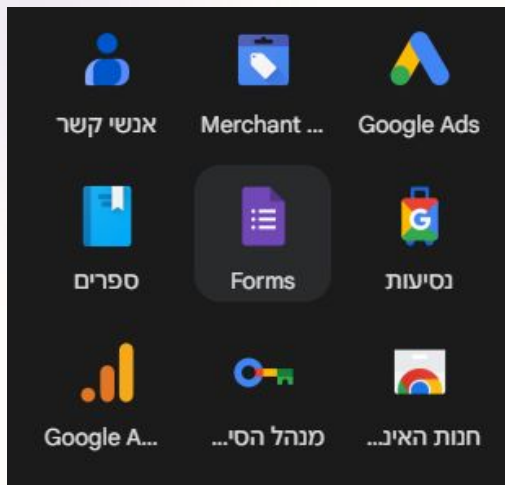 Google Ads
Merchant ...
אנשי קשר
נסיעות
Forms
ספרים
חנות האינ...
מנהל הסי...
Google A...